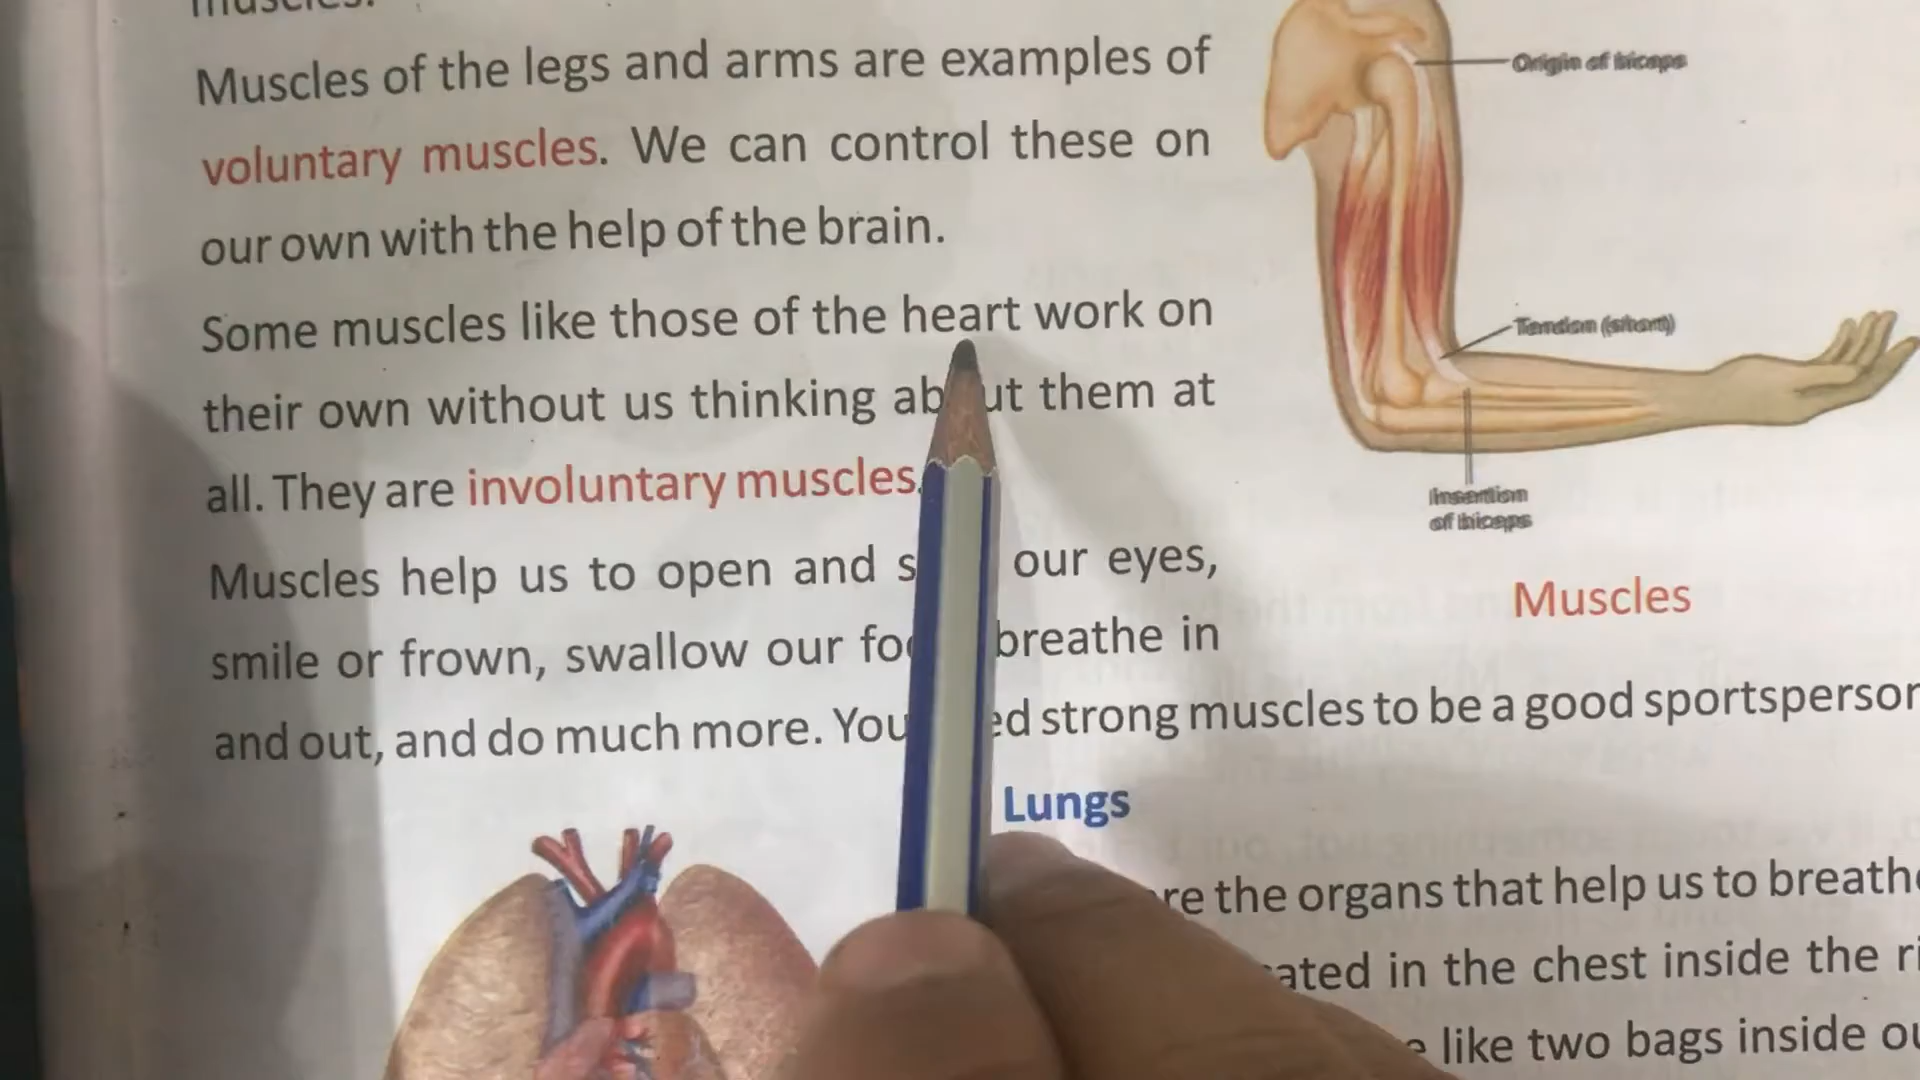 Muscles of the legs and arms are examples of
voluntary muscles. We can control these on
our own with the help of the brain.
Some muscles like those of the heart work on
their own without us thinking ab ut them at
all. They are involuntary muscles.
Muscles help us to open and s our eyes,
smile or frown, swallow our fo breathe in
and out, and do much more. You ed strong muscles to be a good sportsperson
Origin of biceps
Tendon (short)
Insertion
of biceps
Muscles
Lungs
re the organs that help us to breathe
ated in the chest inside the ri
like two bags inside ou